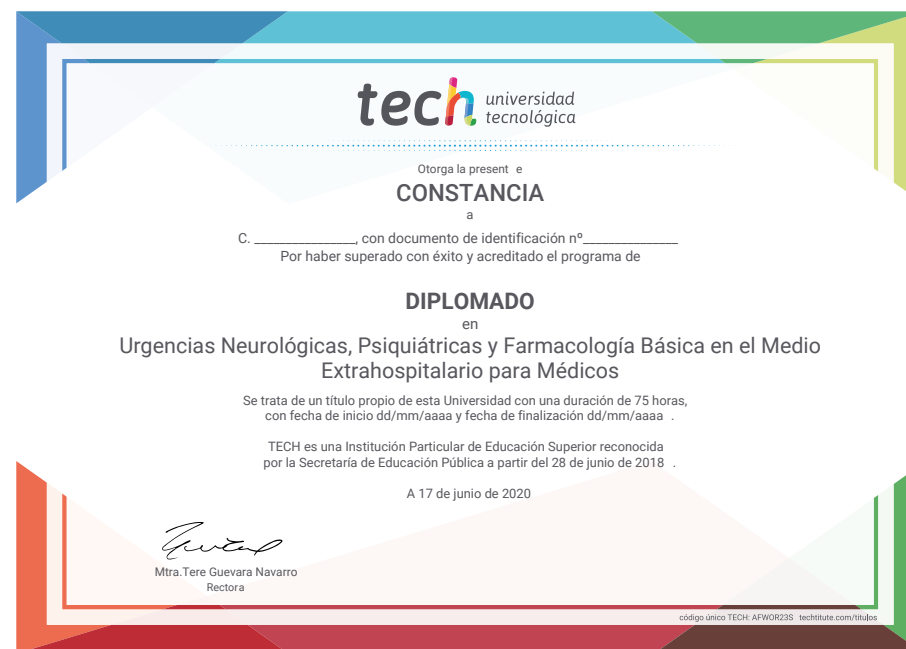 tech universidad
tecnológica
Otorga la present e
CONSTANCIA
a
C. _______________, con documento de identificación nº______________
Por haber superado con éxito y acreditado el programa de
DIPLOMADO
en
Urgencias Neurológicas, Psiquiátricas y Farmacología Básica en el Medio
Extrahospitalario para Médicos
Se trata de un título propio de esta Universidad con una duración de 75 horas,
con fecha de inicio dd/mm/aaaa y fecha de finalización dd/mm/aaaa .
TECH es una Institución Particular de Educación Superior reconocida
por la Secretaría de Educación Pública a partir del 28 de junio de 2018 .
A 17 de junio de 2020
Mtra.Tere Guevara Navarro
Rectora
código único TECH: AFWOR23S techtitute.com/titulos